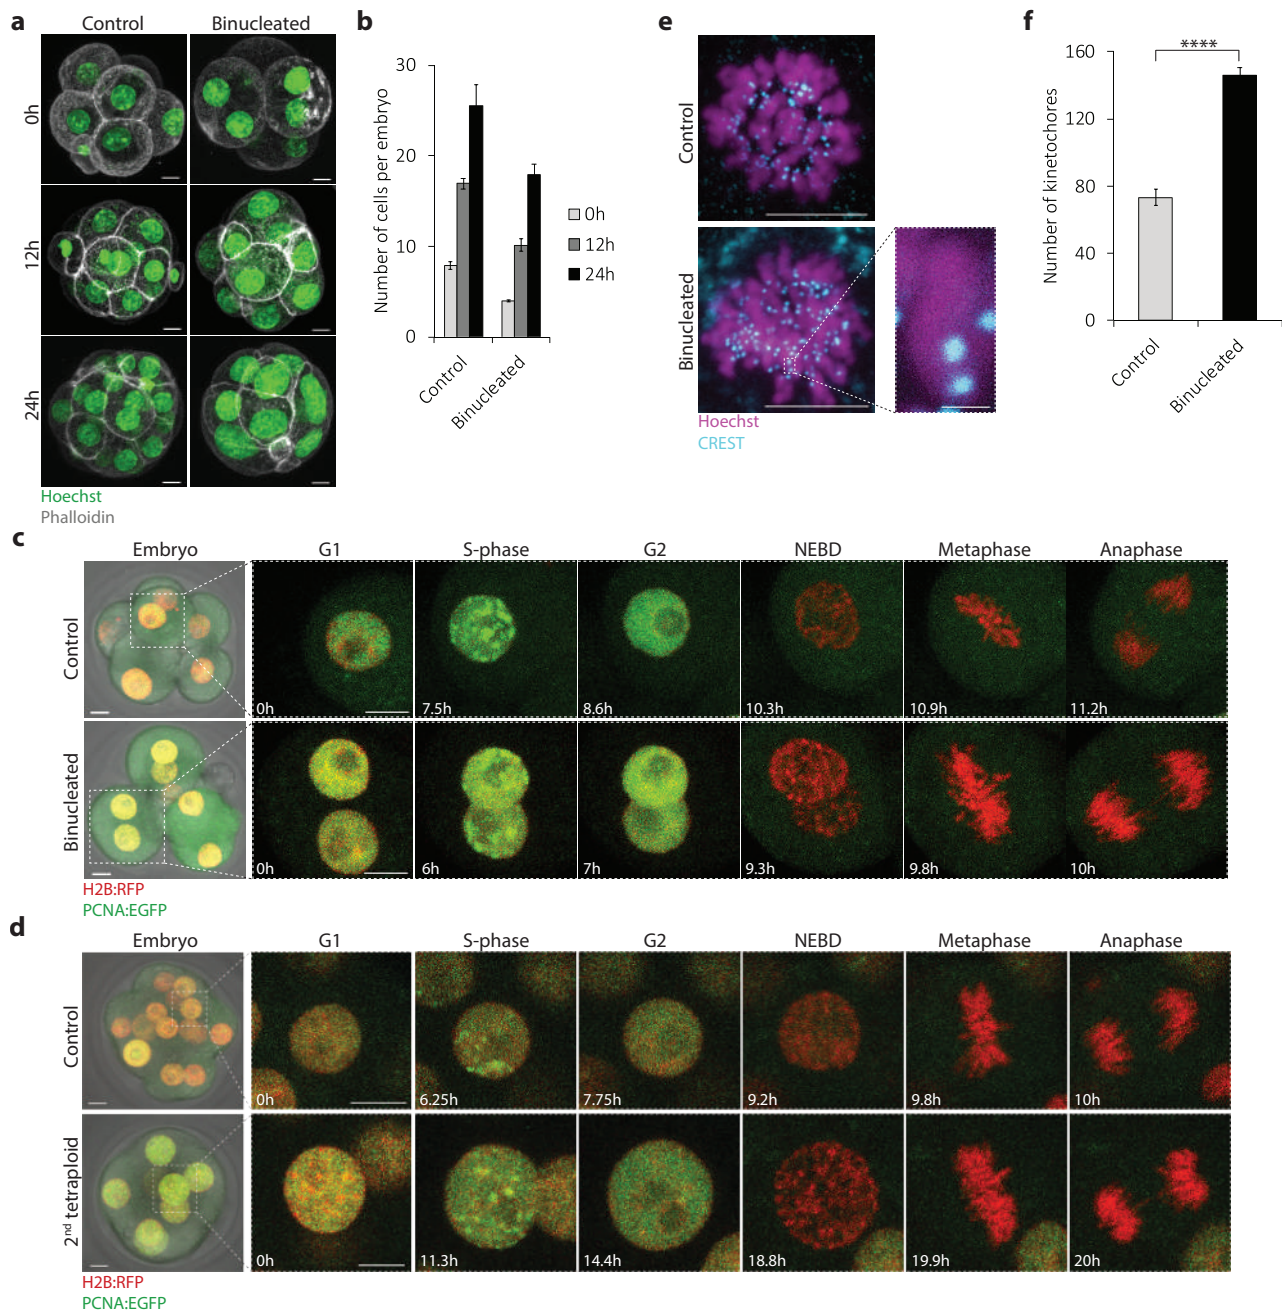 a
Control
Binucleated
0h
12h
24h
Hoechst
Phalloidin
b
Number of cells per embryo
30
20
10
0
0h
12h
24h
Control
Binucleated
e
Control
Binucleated
Hoechst
CREST
f
****
Number of kinetochores
160
120
80
40
0
Control
Binucleated
c
Embryo
G1
S-phase
G2
NEBD
Metaphase
Anaphase
Control
0h
7.5h
8.6h
10.3h
10.9h
11.2h
Binucleated
0h
6h
7h
9.3h
9.8h
10h
H2B:RFP
PCNA:EGFP
d
Embryo
G1
S-phase
G2
NEBD
Metaphase
Anaphase
Control
0h
6.25h
7.75h
9.2h
9.8h
10h
2nd tetraploid
0h
11.3h
14.4h
18.8h
19.9h
20h
H2B:RFP
PCNA:EGFP